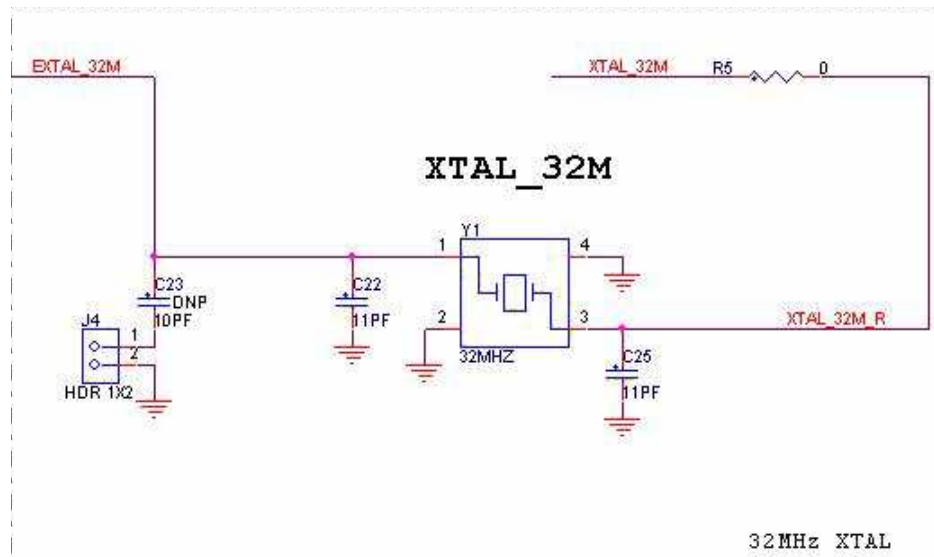 EXTAL_32M
XTAL_32M R5 0
XTAL_32M
Y1
1 4
C23
DNP
10PF
C22
11PF
J4
1
2
HDR 1X2
2 3
32MHZ
XTAL_32M_R
C25
11PF
32MHz XTAL